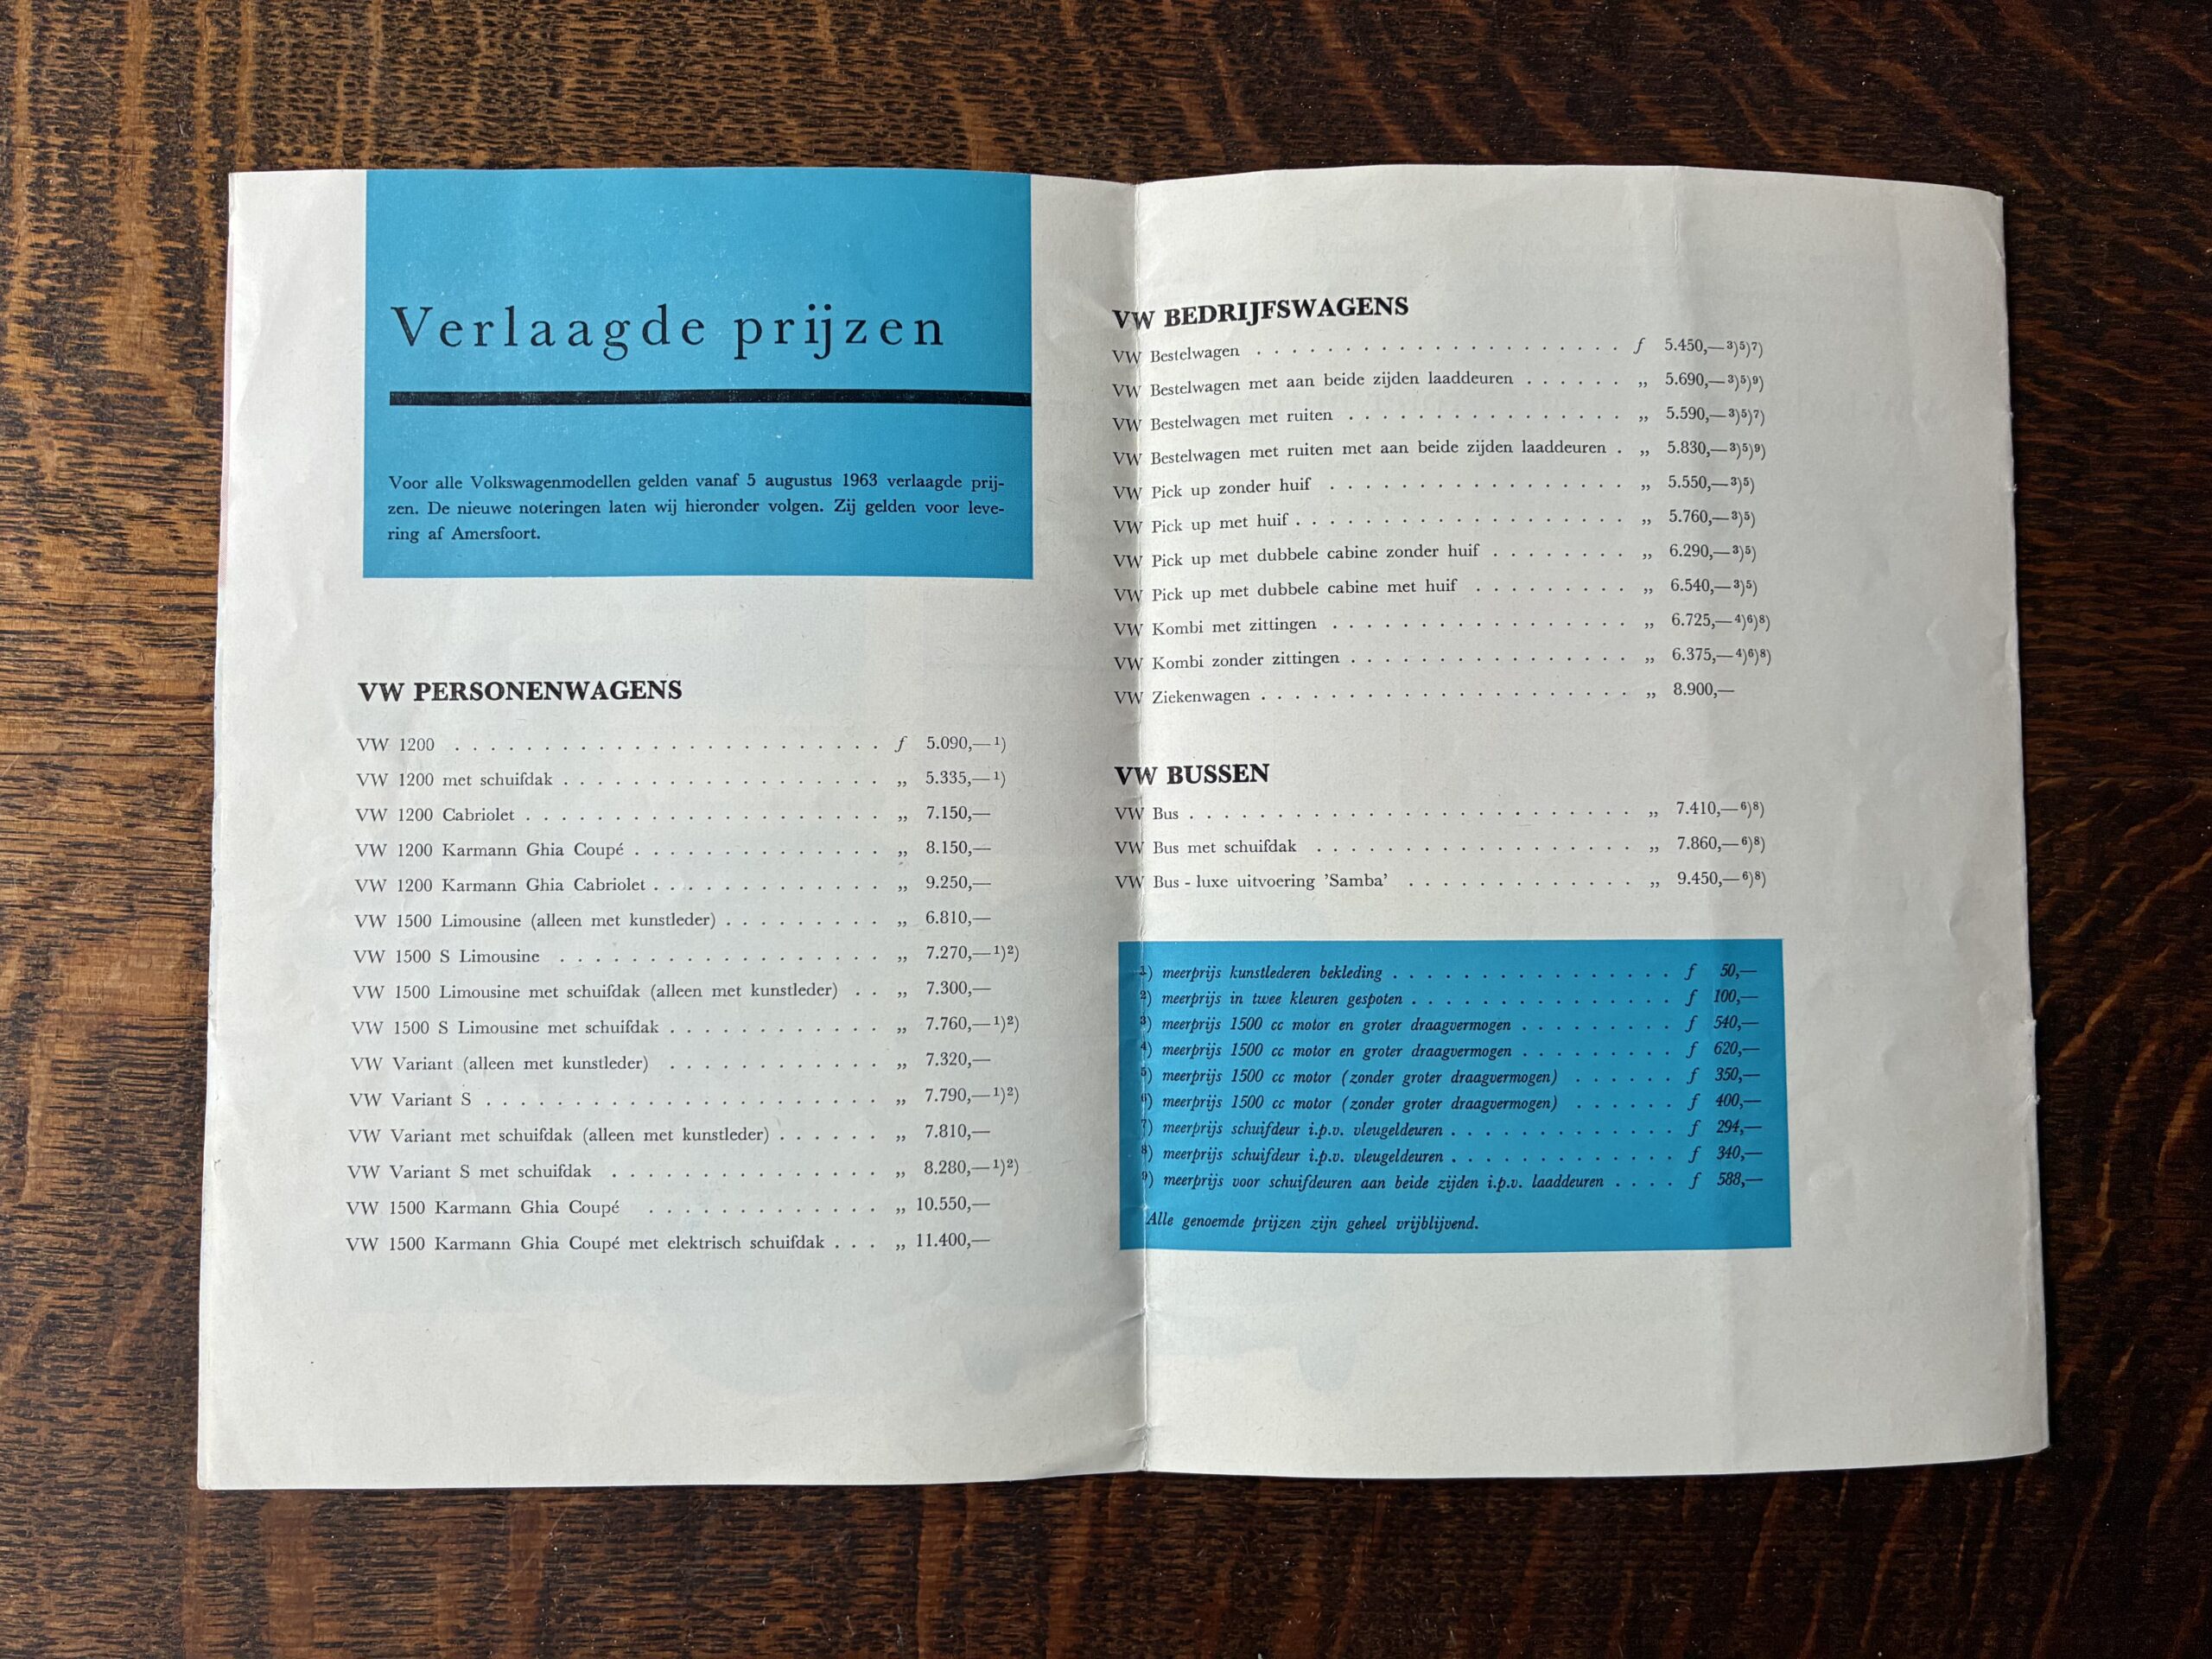 Verlaagde prijzen
Voor alle Volkswagenmodellen gelden vanaf 5 augustus 1963 verlaagde prij-
zen. De nieuwe noteringen laten wij hieronder volgen. Zij gelden voor leve-
ring af Amersfoort.
VW PERSONENWAGENS
VW 1200 . . . . . . . . . . . . . . . . . . . . . . . . ƒ 5.090,—¹)
VW 1200 met schuifdak . . . . . . . . . . . . . . . . . . ,, 5.335,—¹)
VW 1200 Cabriolet . . . . . . . . . . . . . . . . . . . . ,, 7.150,—
VW 1200 Karmann Ghia Coupé . . . . . . . . . . . . . . ,, 8.150,—
VW 1200 Karmann Ghia Cabriolet . . . . . . . . . . . . . ,, 9.250,—
VW 1500 Limousine (alleen met kunstleder) . . . . . . . . . ,, 6.810,—
VW 1500 S Limousine . . . . . . . . . . . . . . . . . . ,, 7.270,—¹)²)
VW 1500 Limousine met schuifdak (alleen met kunstleder) . . ,, 7.300,—
VW 1500 S Limousine met schuifdak . . . . . . . . . . . . ,, 7.760,—¹)²)
VW Variant (alleen met kunstleder) . . . . . . . . . . . . ,, 7.320,—
VW Variant S . . . . . . . . . . . . . . . . . . . . . . ,, 7.790,—¹)²)
VW Variant met schuifdak (alleen met kunstleder) . . . . . . ,, 7.810,—
VW Variant S met schuifdak . . . . . . . . . . . . . . . ,, 8.280,—¹)²)
VW 1500 Karmann Ghia Coupé . . . . . . . . . . . . . ,, 10.550,—
VW 1500 Karmann Ghia Coupé met elektrisch schuifdak . . . ,, 11.400,—
VW BEDRIJFSWAGENS
VW Bestelwagen . . . . . . . . . . . . . . . . . . . . . ƒ 5.450,—³)⁵)⁷)
VW Bestelwagen met aan beide zijden laaddeuren . . . . . . ,, 5.690,—³)⁵)⁹)
VW Bestelwagen met ruiten . . . . . . . . . . . . . . . . ,, 5.590,—³)⁵)⁷)
VW Bestelwagen met ruiten met aan beide zijden laaddeuren . ,, 5.830,—³)⁵)⁹)
VW Pick up zonder huif . . . . . . . . . . . . . . . . . ,, 5.550,—³)⁵)
VW Pick up met huif . . . . . . . . . . . . . . . . . . . ,, 5.760,—³)⁵)
VW Pick up met dubbele cabine zonder huif . . . . . . . . ,, 6.290,—³)⁵)
VW Pick up met dubbele cabine met huif . . . . . . . . . ,, 6.540,—³)⁵)
VW Kombi met zittingen . . . . . . . . . . . . . . . . . ,, 6.725,—⁴)⁶)⁸)
VW Kombi zonder zittingen . . . . . . . . . . . . . . . . ,, 6.375,—⁴)⁶)⁸)
VW Ziekenwagen . . . . . . . . . . . . . . . . . . . . . ,, 8.900,—
VW BUSSEN
VW Bus . . . . . . . . . . . . . . . . . . . . . . . . . ,, 7.410,—⁶)⁸)
VW Bus met schuifdak . . . . . . . . . . . . . . . . . . ,, 7.860,—⁶)⁸)
VW Bus - luxe uitvoering 'Samba' . . . . . . . . . . . . . ,, 9.450,—⁶)⁸)
¹) meerprijs kunstlederen bekleding . . . . . . . . . . . . . . . . ƒ 50,—
²) meerprijs in twee kleuren gespoten . . . . . . . . . . . . . . . ƒ 100,—
³) meerprijs 1500 cc motor en groter draagvermogen . . . . . . . . . ƒ 540,—
⁴) meerprijs 1500 cc motor en groter draagvermogen . . . . . . . . . ƒ 620,—
⁵) meerprijs 1500 cc motor (zonder groter draagvermogen) . . . . . . ƒ 350,—
⁶) meerprijs 1500 cc motor (zonder groter draagvermogen) . . . . . . ƒ 400,—
⁷) meerprijs schuifdeur i.p.v. vleugeldeuren . . . . . . . . . . . . . ƒ 294,—
⁸) meerprijs schuifdeur i.p.v. vleugeldeuren . . . . . . . . . . . . . ƒ 340,—
⁹) meerprijs voor schuifdeuren aan beide zijden i.p.v. laaddeuren . . . . ƒ 588,—
Alle genoemde prijzen zijn geheel vrijblijvend.